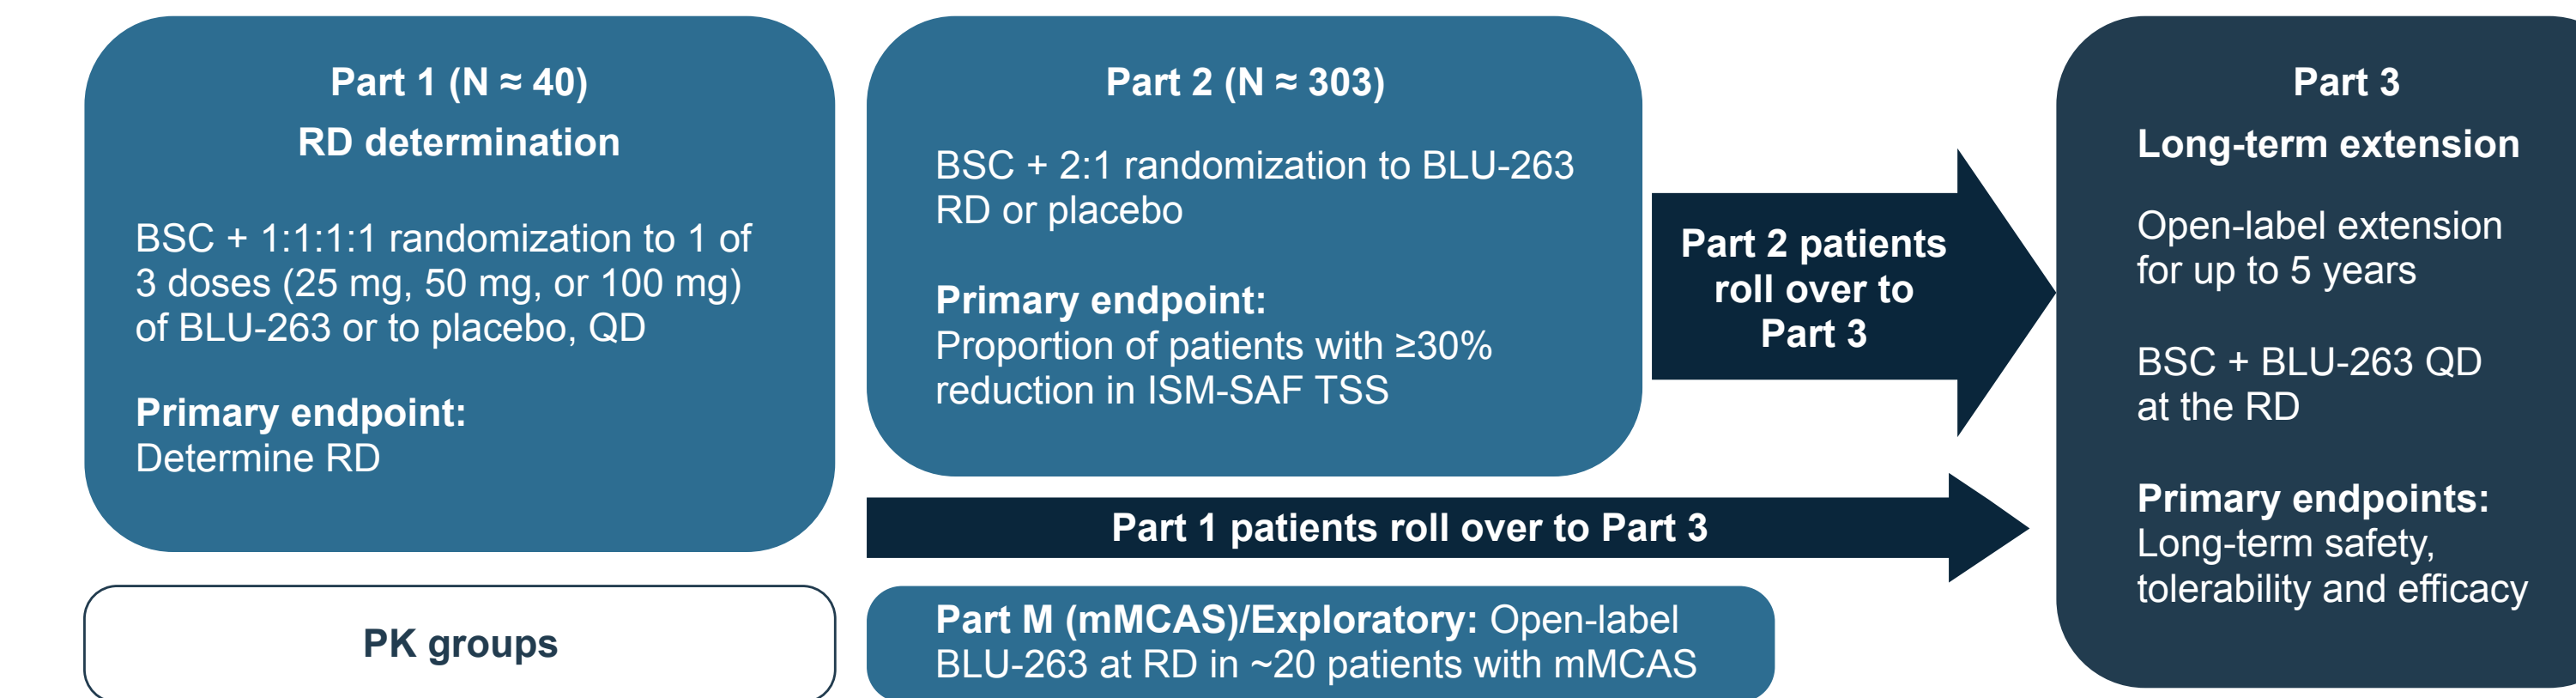 Part 1 (N ≈ 40)
RD determination
BSC + 1:1:1:1 randomization to 1 of
3 doses (25 mg, 50 mg, or 100 mg)
of BLU-263 or to placebo, QD
Primary endpoint:
Determine RD
PK groups
Part 2 (N ≈ 303)
BSC + 2:1 randomization to BLU-263
RD or placebo
Primary endpoint:
Proportion of patients with ≥30%
reduction in ISM-SAF TSS
Part 2 patients
roll over to
Part 3
Part 1 patients roll over to Part 3
Part M (mMCAS)/Exploratory: Open-label
BLU-263 at RD in ~20 patients with mMCAS
Part 3
Long-term extension
Open-label extension
for up to 5 years
BSC + BLU-263 QD
at the RD
Primary endpoints:
Long-term safety,
tolerability and efficacy